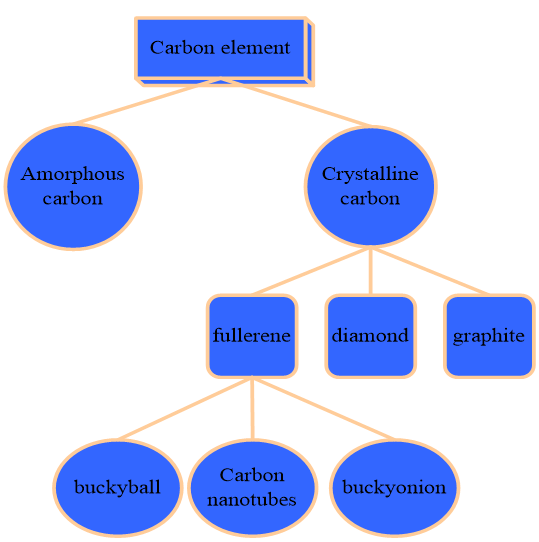 Carbon element
Amorphous
carbon
Crystalline
carbon
fullerene
diamond
graphite
buckyball
Carbon
nanotubes
buckyonion